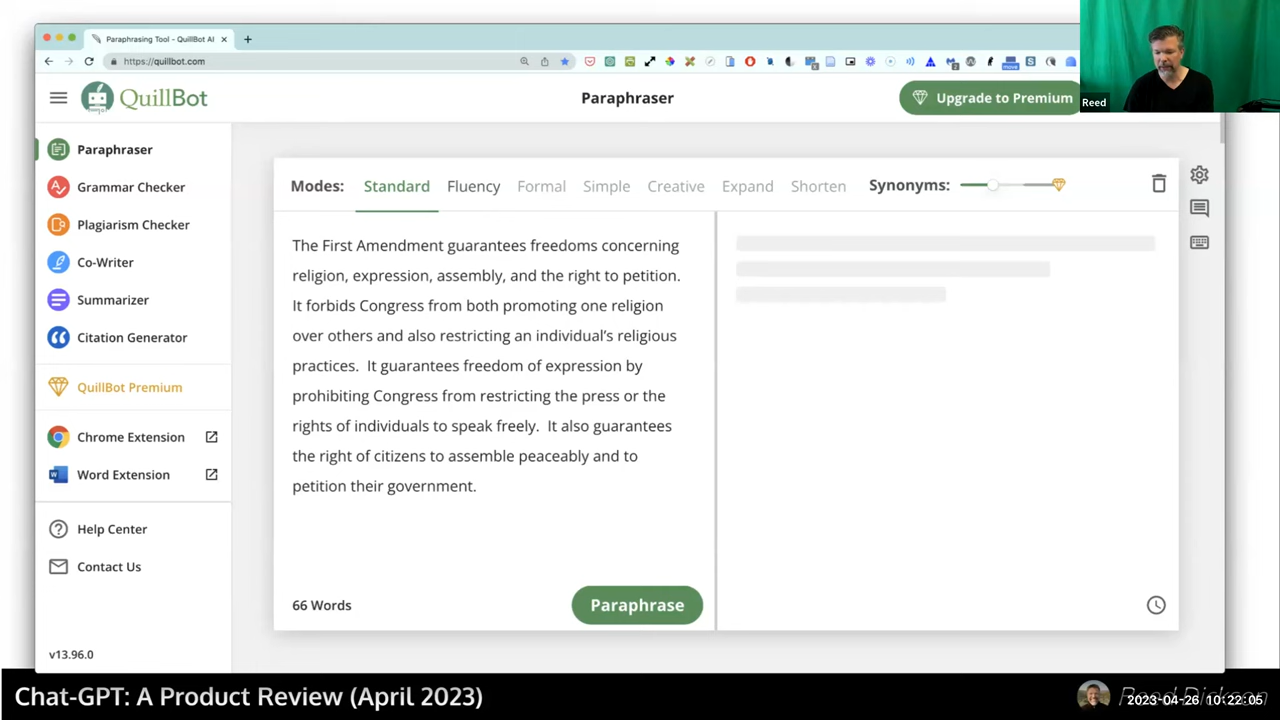 Paraphrasing Tool - QuillBot AI
https://quillbot.com
QuillBot
Paraphraser
Upgrade to Premium
Reed
Paraphraser
Grammar Checker
Plagiarism Checker
Co-Writer
Summarizer
Citation Generator
QuillBot Premium
Chrome Extension
Word Extension
Help Center
Contact Us
v13.96.0
Modes: Standard Fluency Formal Simple Creative Expand Shorten Synonyms:
The First Amendment guarantees freedoms concerning
religion, expression, assembly, and the right to petition.
It forbids Congress from both promoting one religion
over others and also restricting an individual's religious
practices.  It guarantees freedom of expression by
prohibiting Congress from restricting the press or the
rights of individuals to speak freely.  It also guarantees
the right of citizens to assemble peaceably and to
petition their government.
66 Words
Paraphrase
Chat-GPT: A Product Review (April 2023)
Reed Dickson
2023-04-26 10:22:05